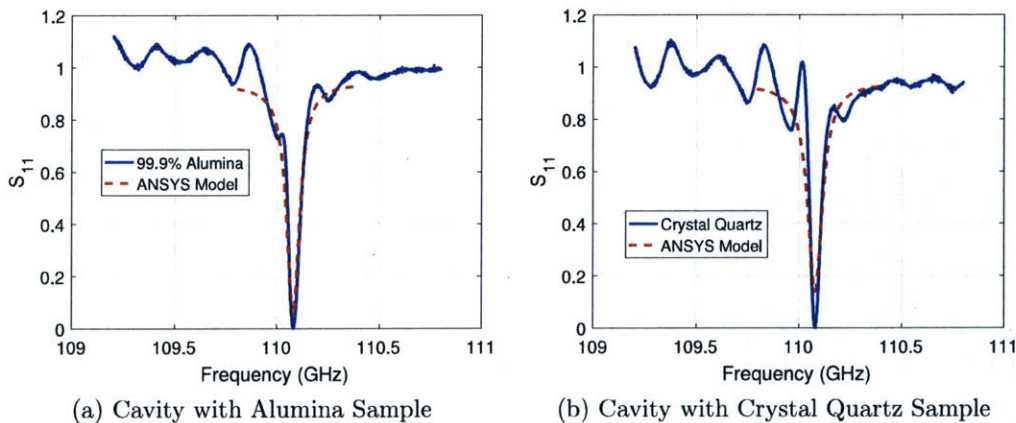 1.2
1
0.8
0.6
0.4
0.2
0
S11
99.9% Alumina
ANSYS Model
109
109.5
110
110.5
111
Frequency (GHz)
(a) Cavity with Alumina Sample
1.2
1
0.8
0.6
0.4
0.2
0
S11
Crystal Quartz
ANSYS Model
109
109.5
110
110.5
111
Frequency (GHz)
(b) Cavity with Crystal Quartz Sample